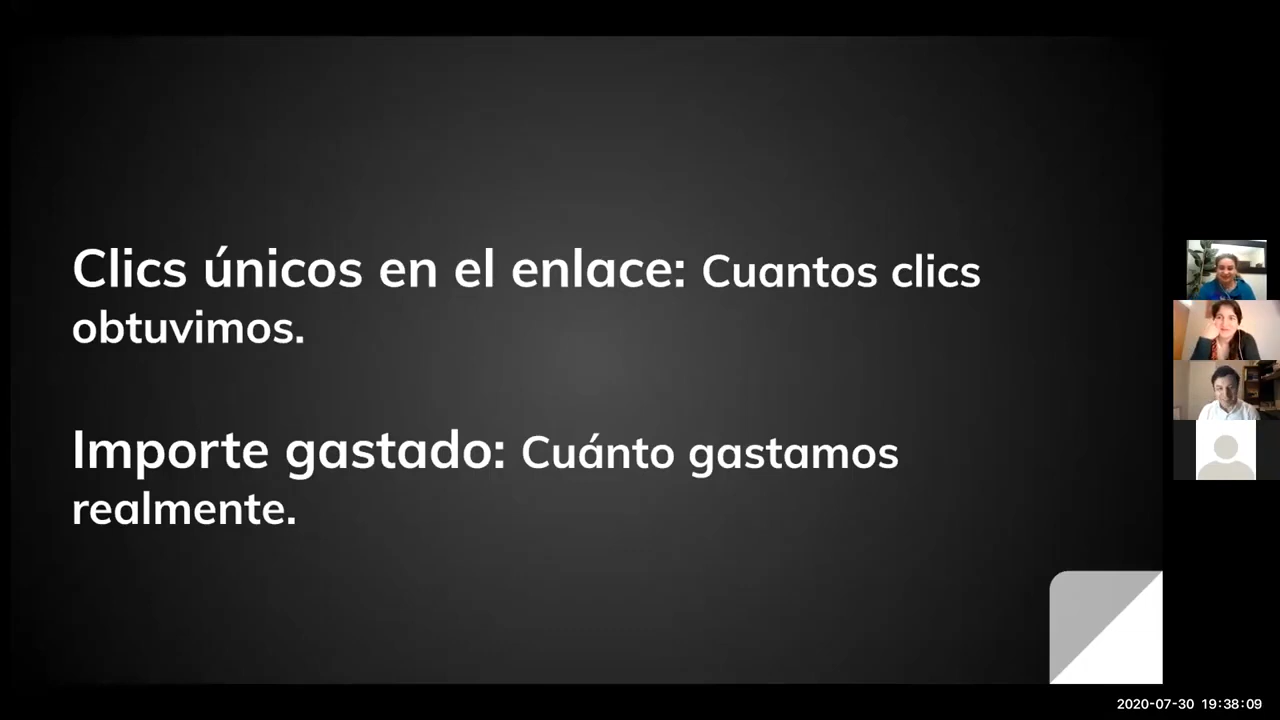 Clics únicos en el enlace: Cuantos clics
obtuvimos.
Importe gastado: Cuánto gastamos
realmente.
2020-07-30 19:38:09